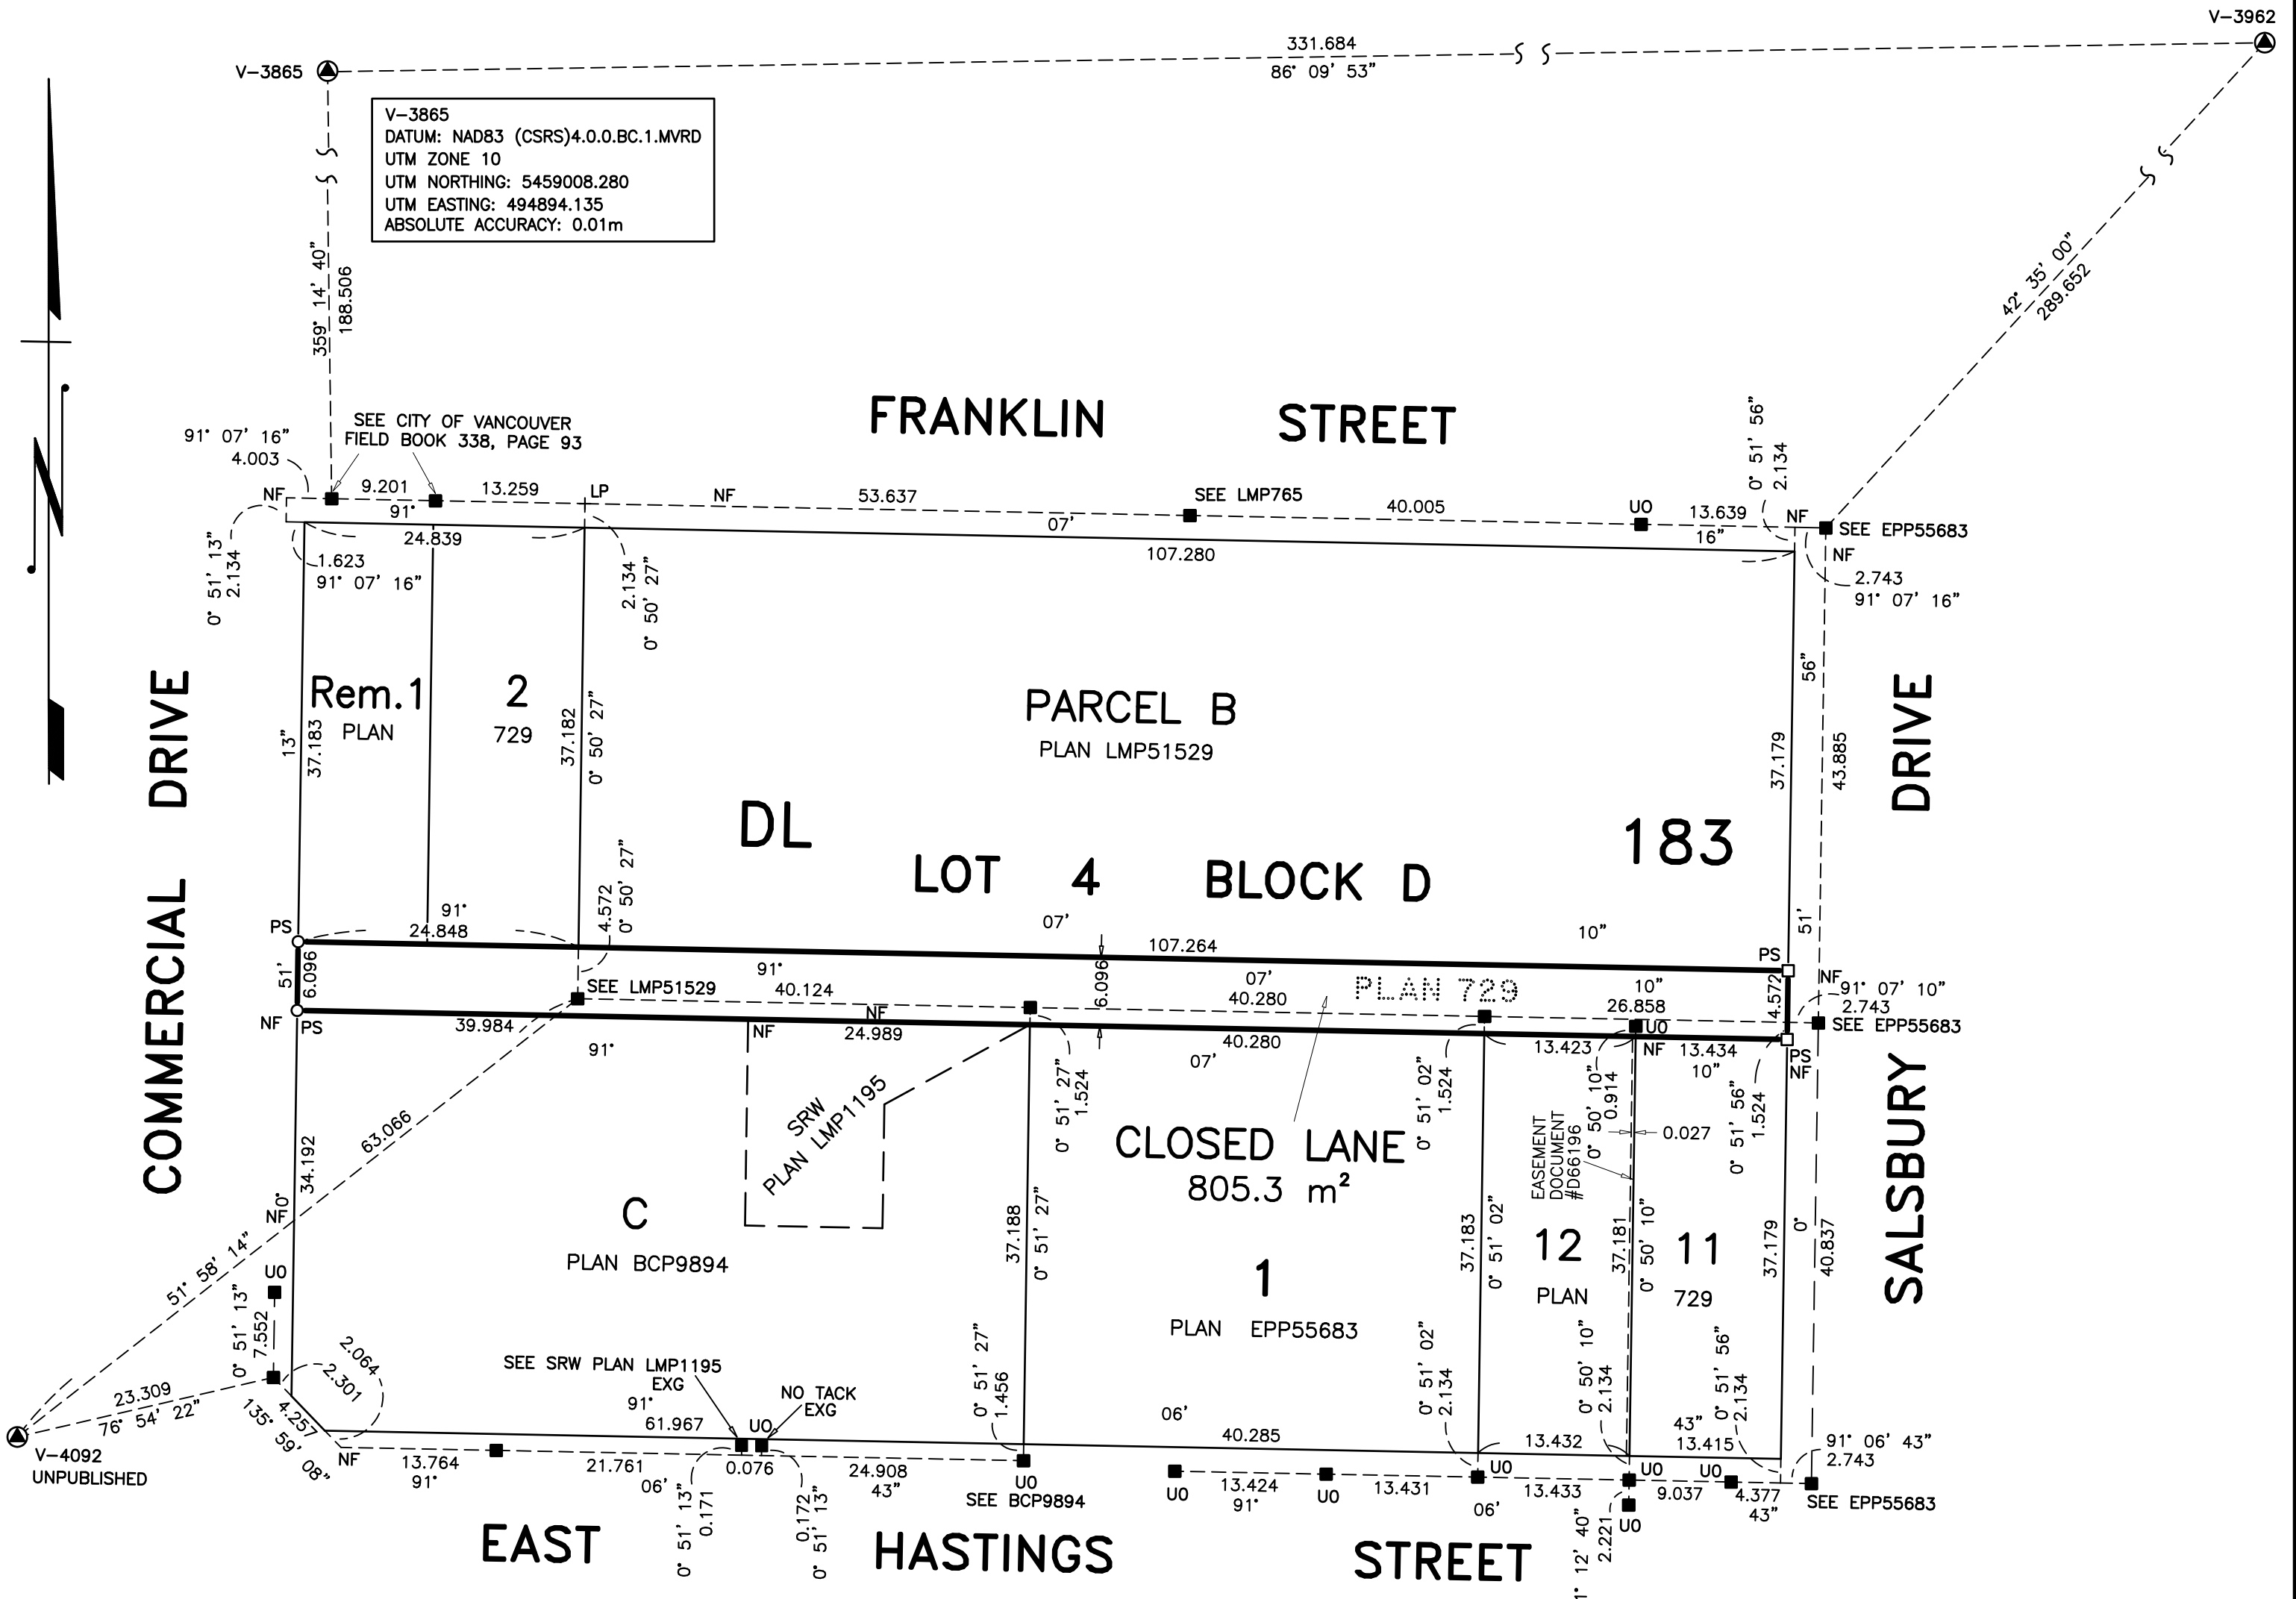 V-3962
331.684
86° 09' 53"
V-3865
V-3865
DATUM: NAD83 (CSRS)4.0.0.BC.1.MVRD
UTM ZONE 10
UTM NORTHING: 5459008.280
UTM EASTING: 494894.135
ABSOLUTE ACCURACY: 0.01m
359° 14' 40"
188.506
42° 35' 00"
289.652
N
FRANKLIN STREET
SEE CITY OF VANCOUVER
FIELD BOOK 338, PAGE 93
91° 07' 16"
4.003
NF
9.201
13.259
LP
NF
53.637
SEE LMP765
40.005
UO
13.639
NF
SEE EPP55683
NF
0° 51' 56"
2.134
91°
24.839
07'
107.280
16"
2.743
91° 07' 16"
0° 51' 13"
2.134
1.623
91° 07' 16"
2.134
0° 50' 27"
Rem.1
PLAN
2
729
PARCEL B
PLAN LMP51529
13"
37.183
37.182
0° 50' 27"
56"
37.179
43.885
COMMERCIAL DRIVE
SALSBURY DRIVE
DL
183
LOT 4 BLOCK D
4.572
0° 50' 27"
PS
91°
24.848
07'
107.264
10"
51'
PS
51'
6.096
91°
SEE LMP51529
40.124
6.096
07'
40.280
PLAN 729
10"
26.858
4.572
NF
91° 07' 10"
2.743
SEE EPP55683
NF
PS
39.984
91°
NF
NF
24.989
40.280
07'
13.423
UO
NF
13.434
10"
PS
NF
0° 51' 27"
1.524
0° 51' 02"
1.524
0° 50' 10"
0.914
0° 51' 56"
1.524
SRW
PLAN LMP1195
CLOSED LANE
805.3 m²
EASEMENT
DOCUMENT
#D66196
0.027
63.066
51° 58' 14"
34.192
0°
NF
UO
0° 51' 13"
7.552
C
PLAN BCP9894
37.188
0° 51' 27"
1
PLAN EPP55683
37.183
0° 51' 02"
12
PLAN
37.181
0° 50' 10"
11
729
37.179
0°
40.837
23.309
76° 54' 22"
V-4092
UNPUBLISHED
2.064
2.301
4.257
135° 59' 08"
SEE SRW PLAN LMP1195
EXG
NO TACK
EXG
91°
61.967
UO
0° 51' 27"
1.456
06'
40.285
0° 51' 02"
2.134
13.432
0° 50' 10"
2.134
43"
13.415
0° 51' 56"
2.134
91° 06' 43"
2.743
NF
13.764
91°
21.761
06'
0.076
24.908
43"
UO
SEE BCP9894
0° 51' 13"
0.171
0.172
0° 51' 13"
UO
13.424
91°
UO
13.431
UO
06'
13.433
UO
UO
9.037
4.377
43"
SEE EPP55683
UO
1° 12' 40"
2.221
EAST HASTINGS STREET